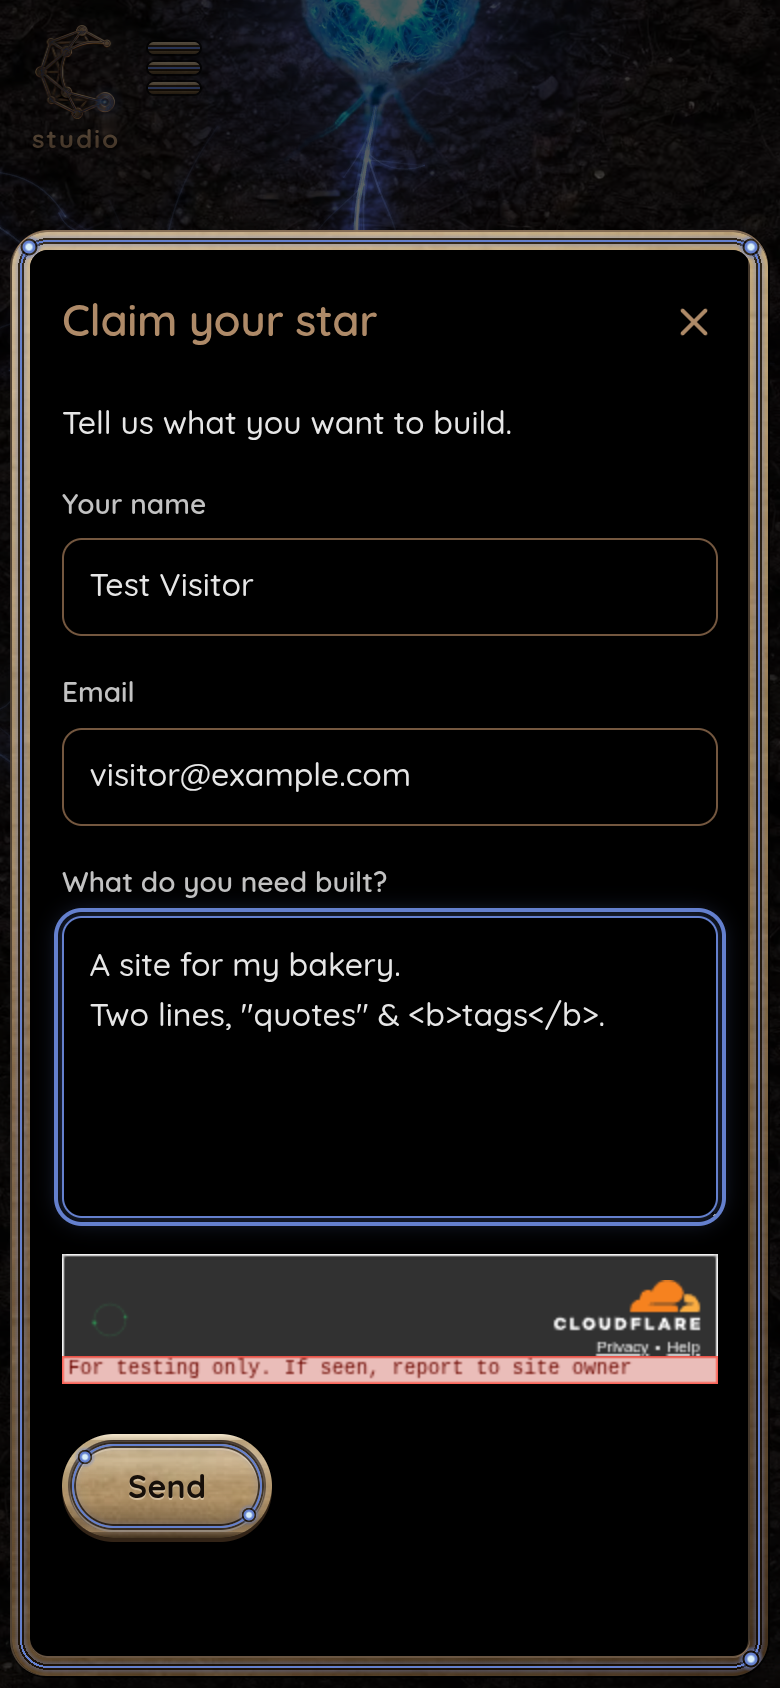 studio
Claim your star
Tell us what you want to build.
Your name
Test Visitor
Email
visitor@example.com
What do you need built?
A site for my bakery.
Two lines, "quotes" & <b>tags</b>.
CLOUDFLARE
Privacy • Help
For testing only. If seen, report to site owner
Send